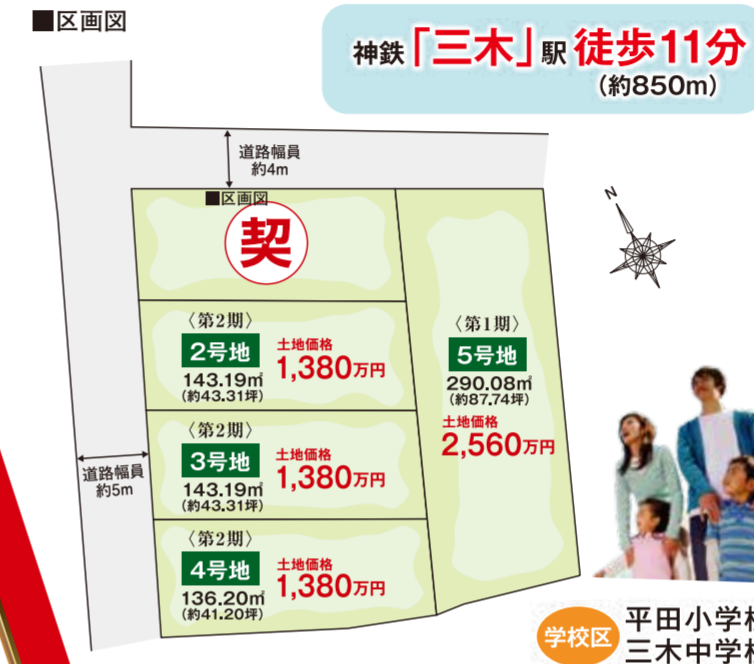 ■区画図
神鉄「三木」駅 徒歩11分
(約850m)
道路幅員
約4m
■区画図
契
〈第2期〉
2号地
143.19㎡
(約43.31坪)
土地価格
1,380万円
〈第2期〉
3号地
143.19㎡
(約43.31坪)
土地価格
1,380万円
〈第2期〉
4号地
136.20㎡
(約41.20坪)
土地価格
1,380万円
〈第1期〉
5号地
290.08㎡
(約87.74坪)
土地価格
2,560万円
道路幅員
約5m
N
学校区
平田小学校
三木中学校